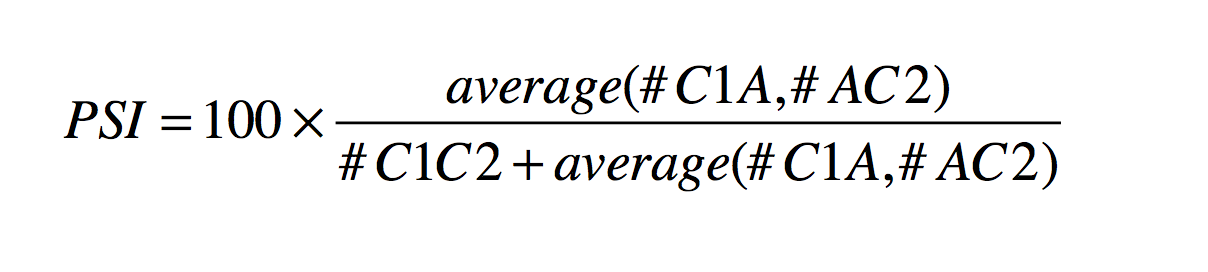 PSI = 100 × average(# C1A,# AC2)
# C1C2 + average(# C1A,# AC2)